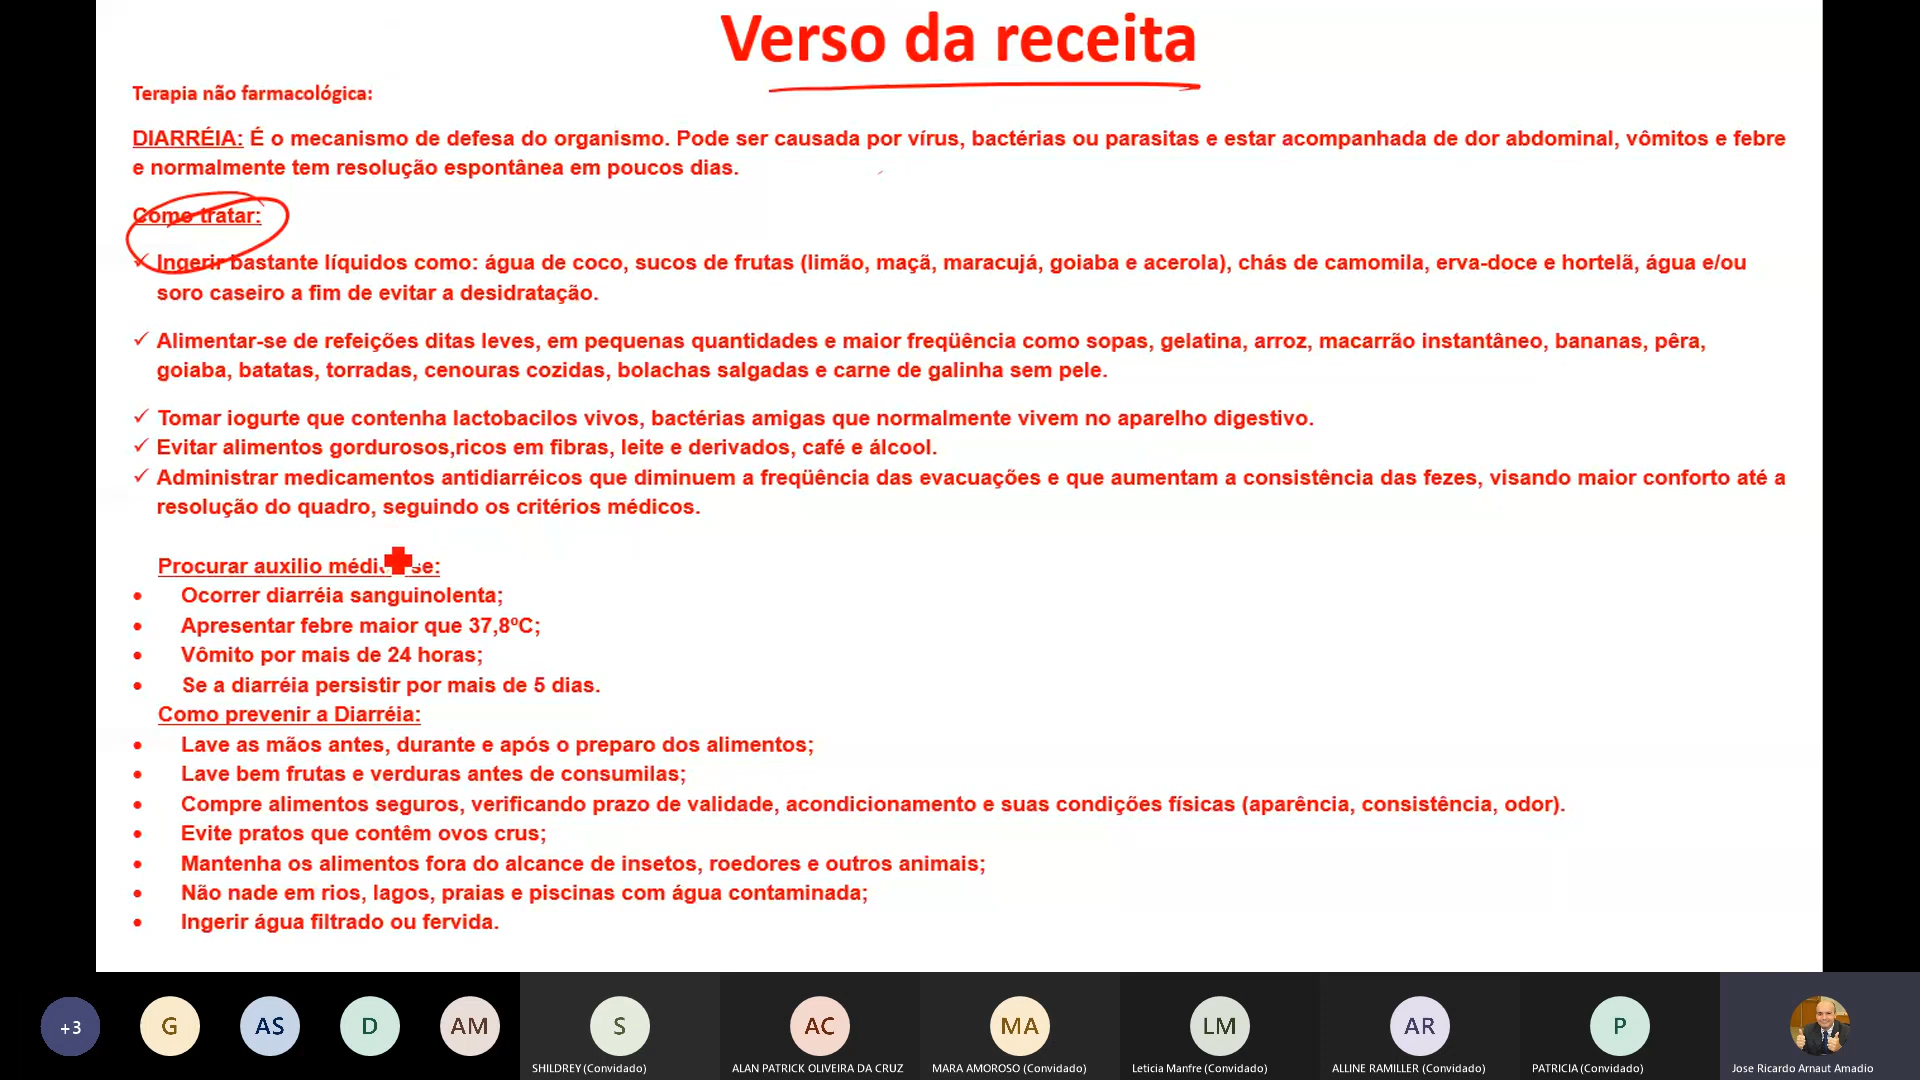 Verso da receita
Terapia não farmacológica:
DIARRÉIA: É o mecanismo de defesa do organismo. Pode ser causada por vírus, bactérias ou parasitas e estar acompanhada de dor abdominal, vômitos e febre
e normalmente tem resolução espontânea em poucos dias.
Como tratar:
✓ Ingerir bastante líquidos como: água de coco, sucos de frutas (limão, maçã, maracujá, goiaba e acerola), chás de camomila, erva-doce e hortelã, água e/ou
soro caseiro a fim de evitar a desidratação.
✓ Alimentar-se de refeições ditas leves, em pequenas quantidades e maior freqüência como sopas, gelatina, arroz, macarrão instantâneo, bananas, pêra,
goiaba, batatas, torradas, cenouras cozidas, bolachas salgadas e carne de galinha sem pele.
✓ Tomar iogurte que contenha lactobacilos vivos, bactérias amigas que normalmente vivem no aparelho digestivo.
✓ Evitar alimentos gordurosos,ricos em fibras, leite e derivados, café e álcool.
✓ Administrar medicamentos antidiarréicos que diminuem a freqüência das evacuações e que aumentam a consistência das fezes, visando maior conforto até a
resolução do quadro, seguindo os critérios médicos.
Procurar auxilio se:
• Ocorrer diarréia sanguinolenta;
• Apresentar febre maior que 37,8ºC;
• Vômito por mais de 24 horas;
• Se a diarréia persistir por mais de 5 dias.
Como prevenir a Diarréia:
• Lave as mãos antes, durante e após o preparo dos alimentos;
• Lave bem frutas e verduras antes de consumilas;
• Compre alimentos seguros, verificando prazo de validade, acondicionamento e suas condições físicas (aparência, consistência, odor).
• Evite pratos que contêm ovos crus;
• Mantenha os alimentos fora do alcance de insetos, roedores e outros animais;
• Não nade em rios, lagos, praias e piscinas com água contaminada;
• Ingerir água filtrado ou fervida.
+3 G AS D AM S AC MA LM AR P
SHILDREY (Convidado) ALAN PATRICK OLIVEIRA DA CRUZ MARA AMOROSO (Convidado) Leticia Manfre (Convidado) ALLINE RAMILLER (Convidado) PATRICIA (Convidado) Jose Ricardo Arnaut Amadio